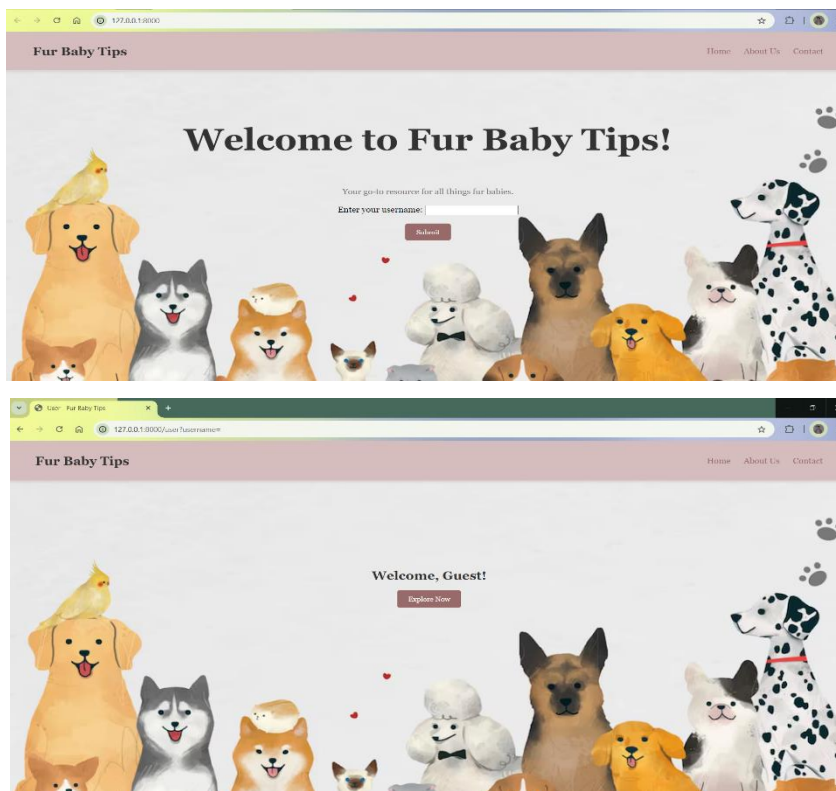 127.0.0.1:8000
Fur Baby Tips
Home About Us Contact
Welcome to Fur Baby Tips!
Your go-to resource for all things fur babies.
Enter your username:
Submit
User - Fur Baby Tips
127.0.0.1:8000/user?username=
Fur Baby Tips
Home About Us Contact
Welcome, Guest!
Explore Now